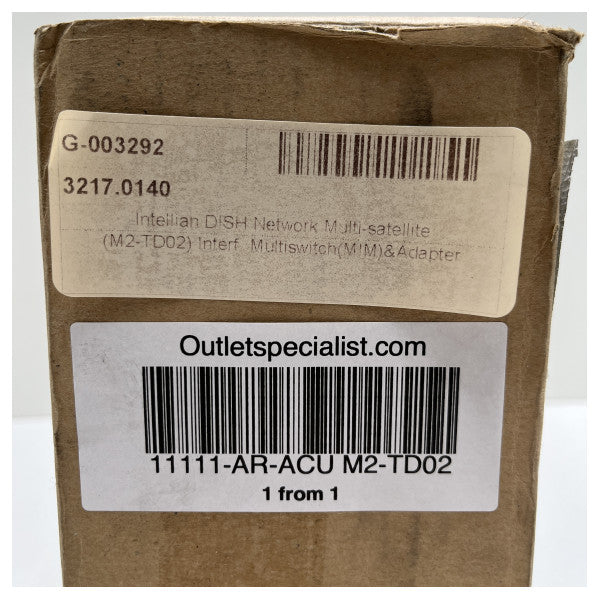 G-003292
3217.0140
Intellian DISH Network Multi-satellite
(M2-TD02) Interf. Multiswitch(MIM)&Adapter
Outletspecialist.com
11111-AR-ACU M2-TD02
1 from 1